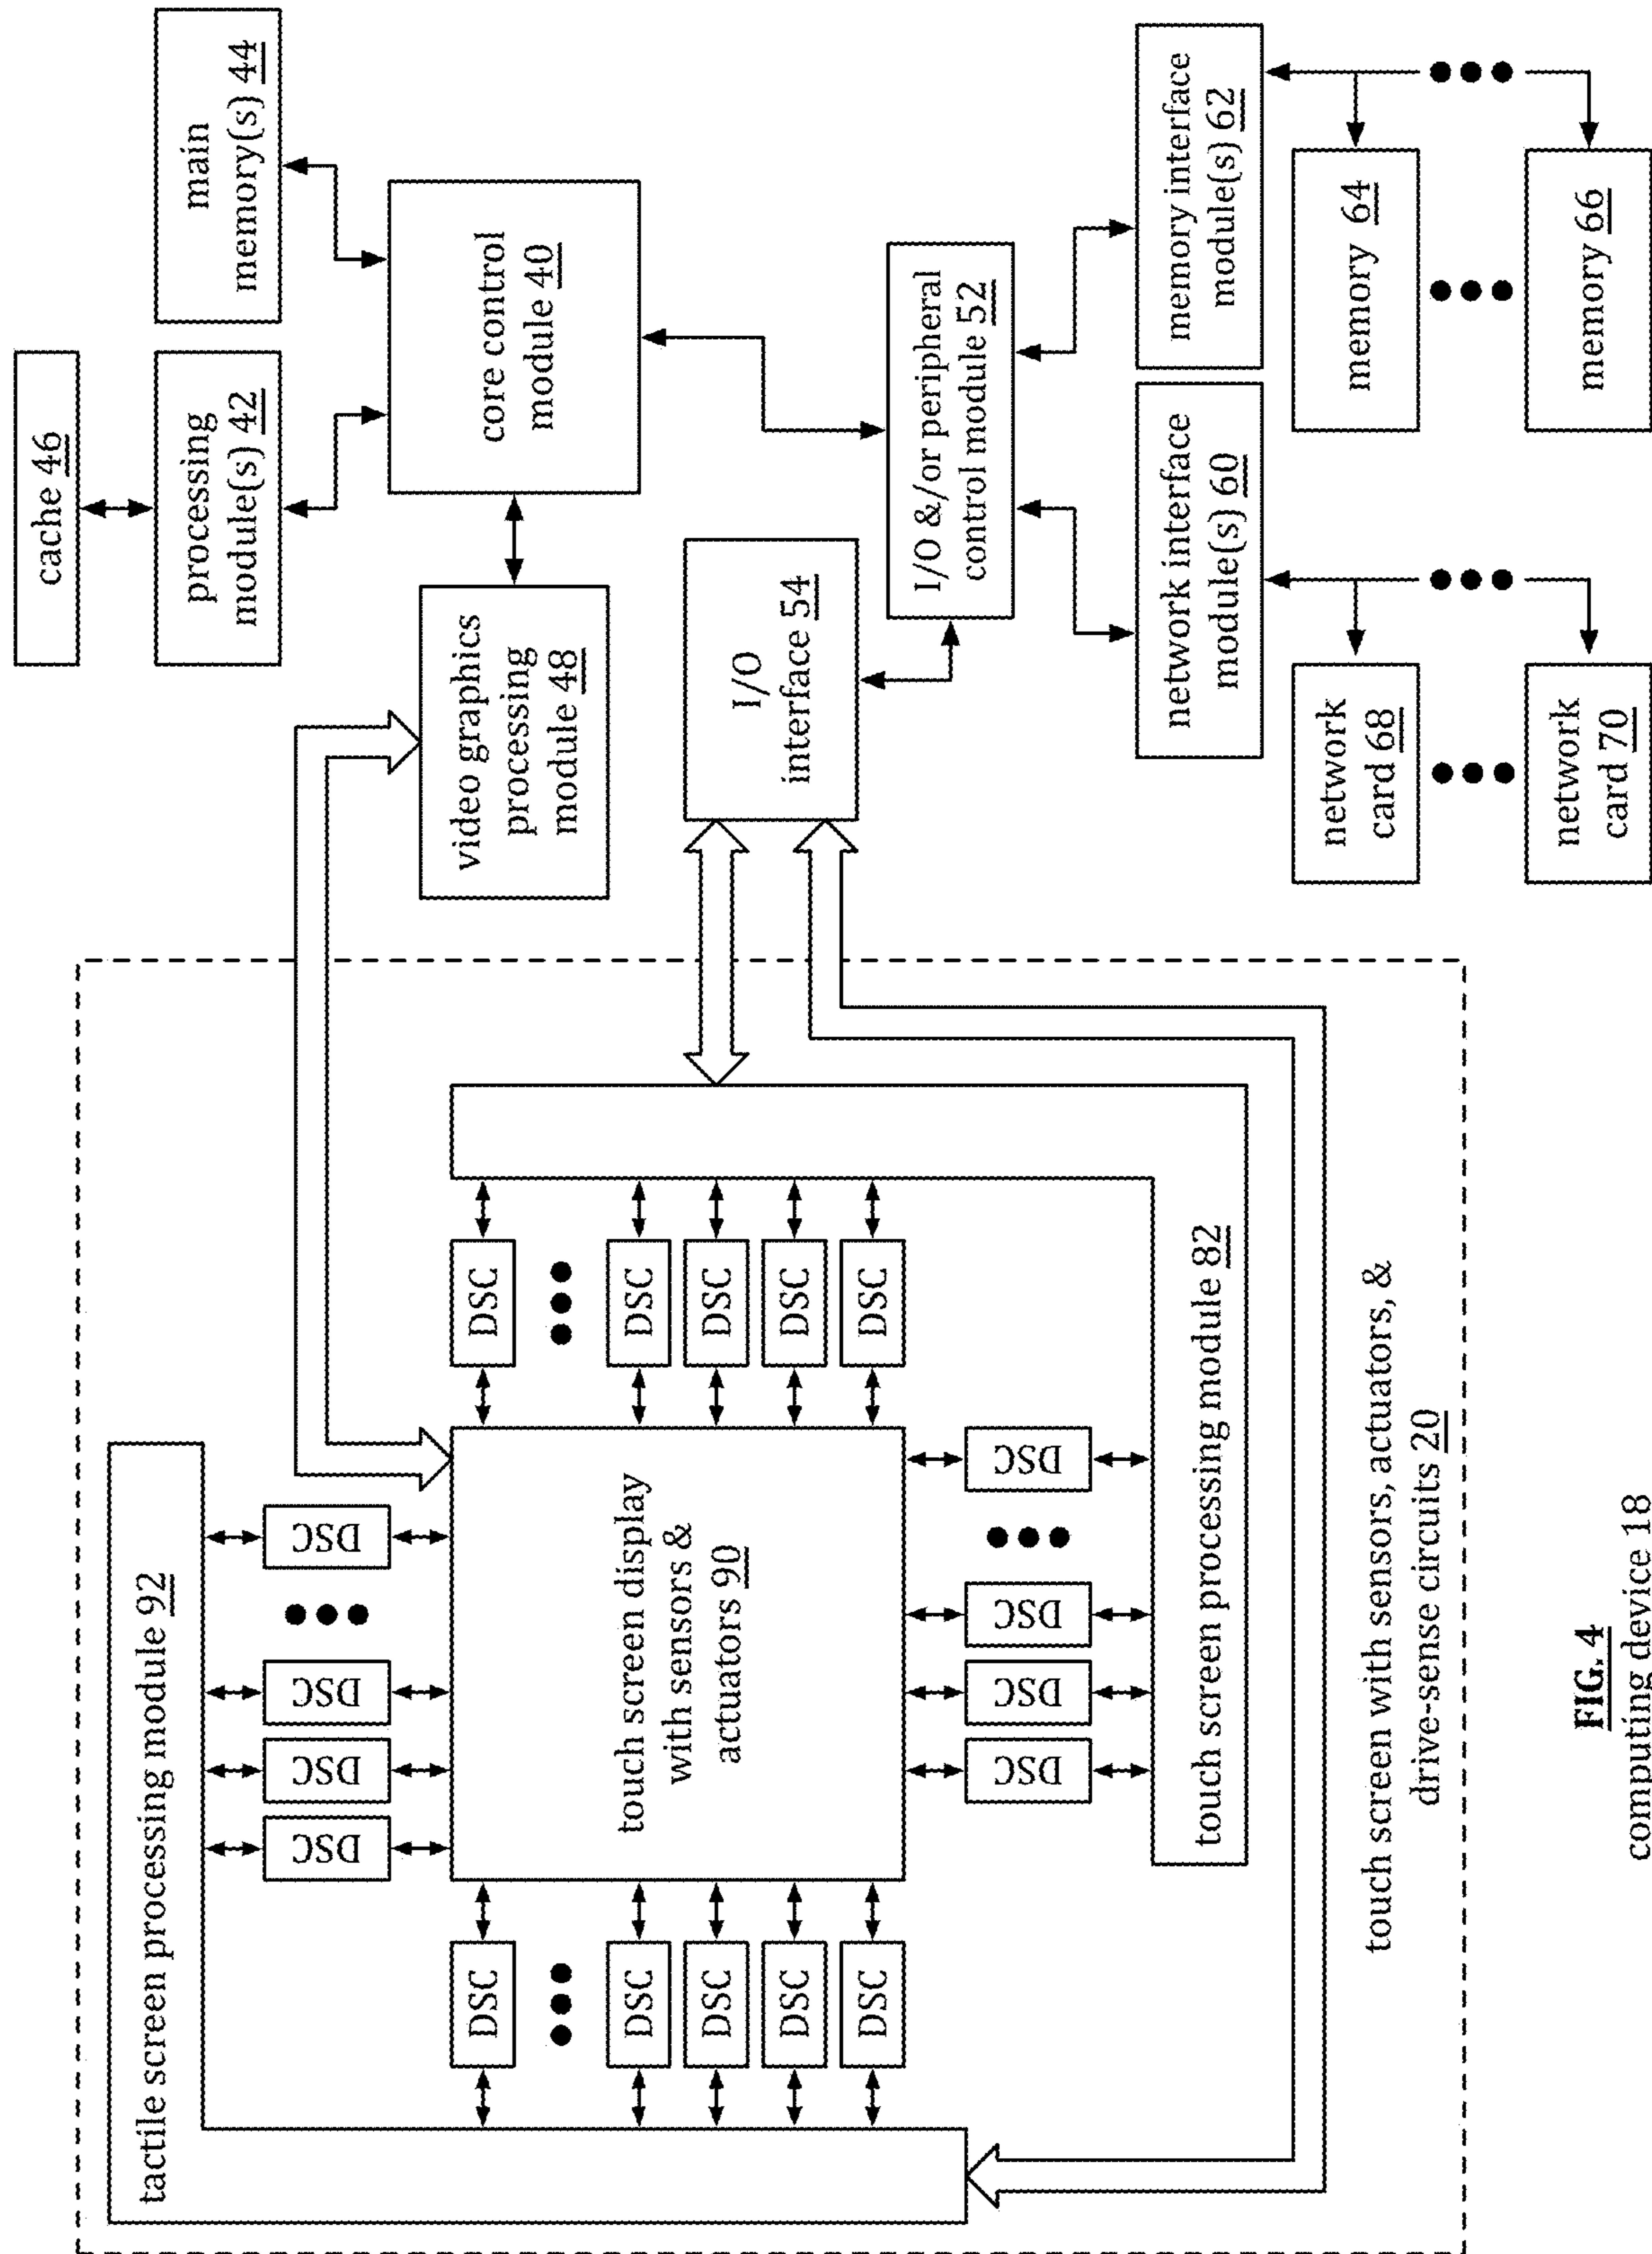 cache 46
processing
module(s) 42
main
memory(s) 44
core control
module 40
video graphics
processing
module 48
I/O
interface 54
I/O &/or peripheral
control module 52
network interface
module(s) 60
memory interface
module(s) 62
network
card 68
network
card 70
memory 64
memory 66
tactile screen processing module 92
DSC
DSC
DSC
DSC
DSC
DSC
DSC
DSC
DSC
touch screen display
with sensors &
actuators 90
DSC
DSC
DSC
DSC
DSC
DSC
DSC
DSC
DSC
touch screen processing module 82
touch screen with sensors, actuators, &
drive-sense circuits 20
FIG. 4
computing device 18